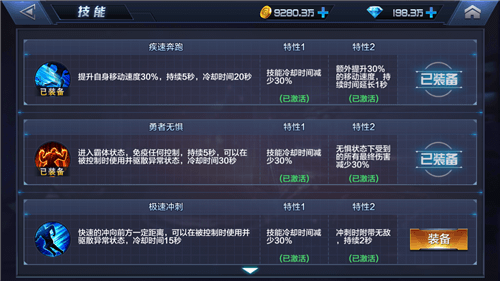 技能
9280.3万
198.3万
疾速奔跑
特性1
特性2
提升自身移动速度30%，持续5秒，冷却时间20秒
技能冷却时间减
少30%
额外提升30%
的移动速度，持
续时间延长1秒
已装备
已装备
(已激活)
(已激活)
勇者无惧
特性1
特性2
进入霸体状态，免疫任何控制，持续5秒，可以在
被控制时使用并驱散异常状态，冷却时间30秒
技能冷却时间减
少30%
无惧状态下受到
的所有最终伤害
减少30%
已装备
已装备
(已激活)
(已激活)
极速冲刺
特性1
特性2
快速的冲向前方一定距离，可以在被控制时使用并
驱散异常状态，冷却时间15秒
技能冷却时间减
少30%
冲刺时附带无敌
，持续2秒
装备
(已激活)
(已激活)